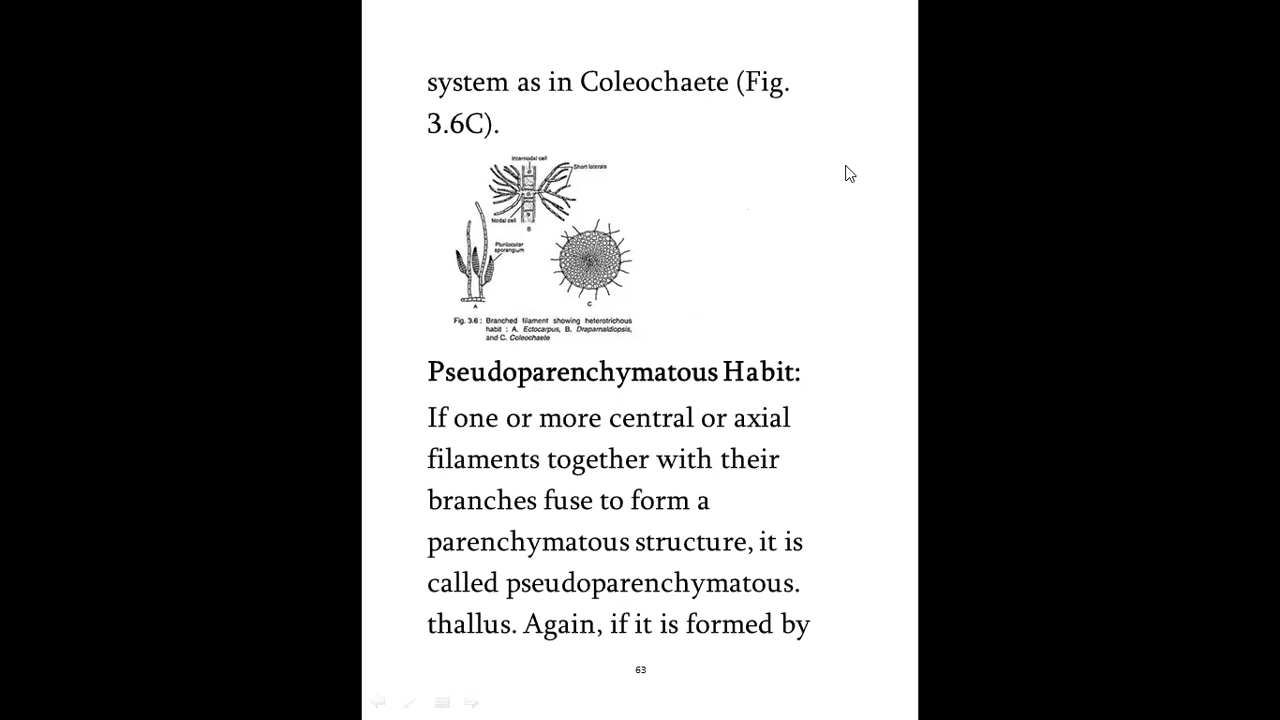 system as in Coleochaete (Fig.
3.6C).
Internodal cell
Short laterals
Nodal cell
B
Plurilocular
sporangium
A
C
Fig. 3.6 : Branched filament showing heterotrichous
habit : A. Ectocarpus, B. Draparnaldiopsis,
and C. Coleochaete
Pseudoparenchymatous Habit:
If one or more central or axial
filaments together with their
branches fuse to form a
parenchymatous structure, it is
called pseudoparenchymatous.
thallus. Again, if it is formed by
63